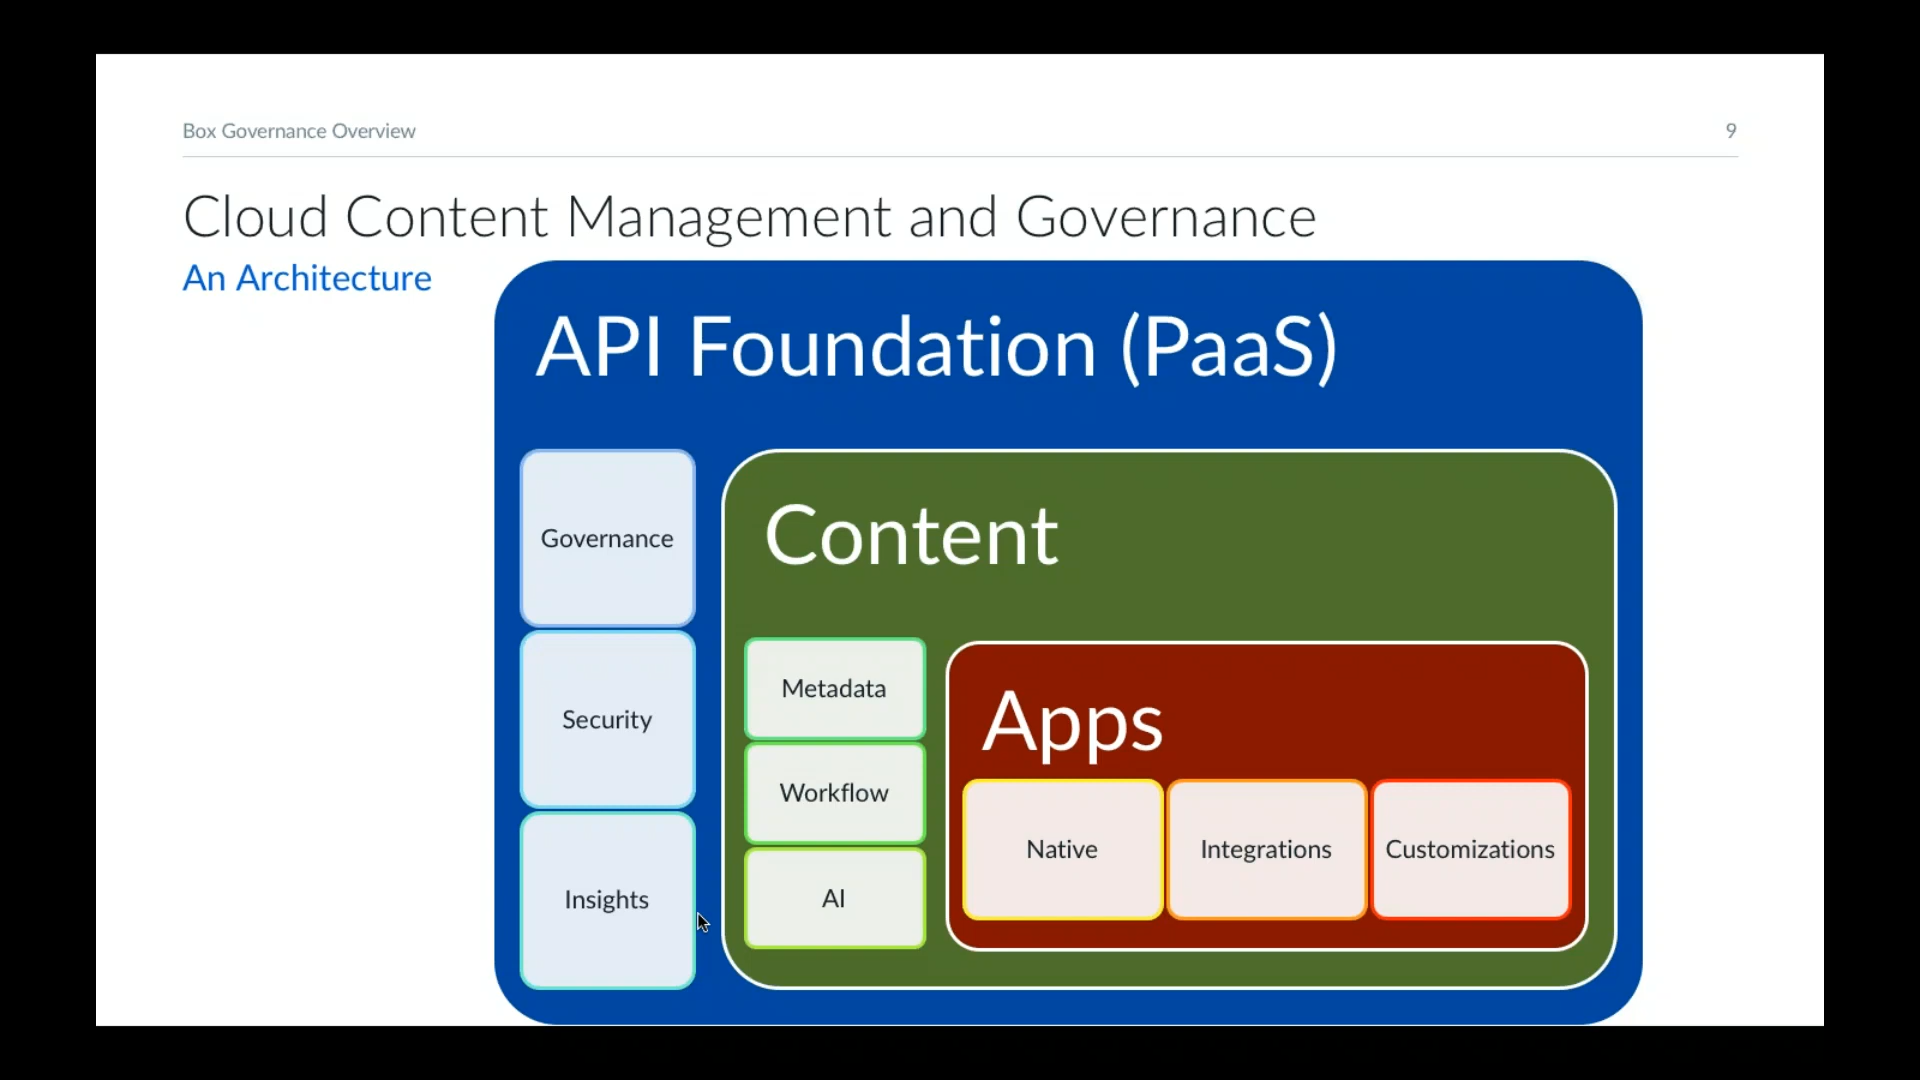 Box Governance Overview
9
Cloud Content Management and Governance
An Architecture
API Foundation (PaaS)
Governance
Security
Insights
Content
Metadata
Workflow
AI
Apps
Native
Integrations
Customizations